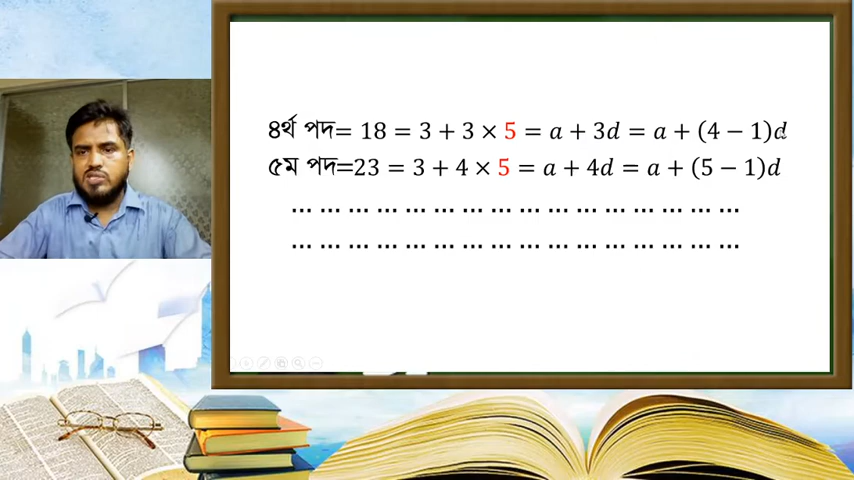 ৪র্থ পদ= 18 = 3 + 3 × 5 = a + 3d = a + (4 − 1)d
৫ম পদ=23 = 3 + 4 × 5 = a + 4d = a + (5 − 1)d
... ... ... ... ... ... ... ... ... ... ... ... ... ... ... ...
... ... ... ... ... ... ... ... ... ... ... ... ... ... ... ...